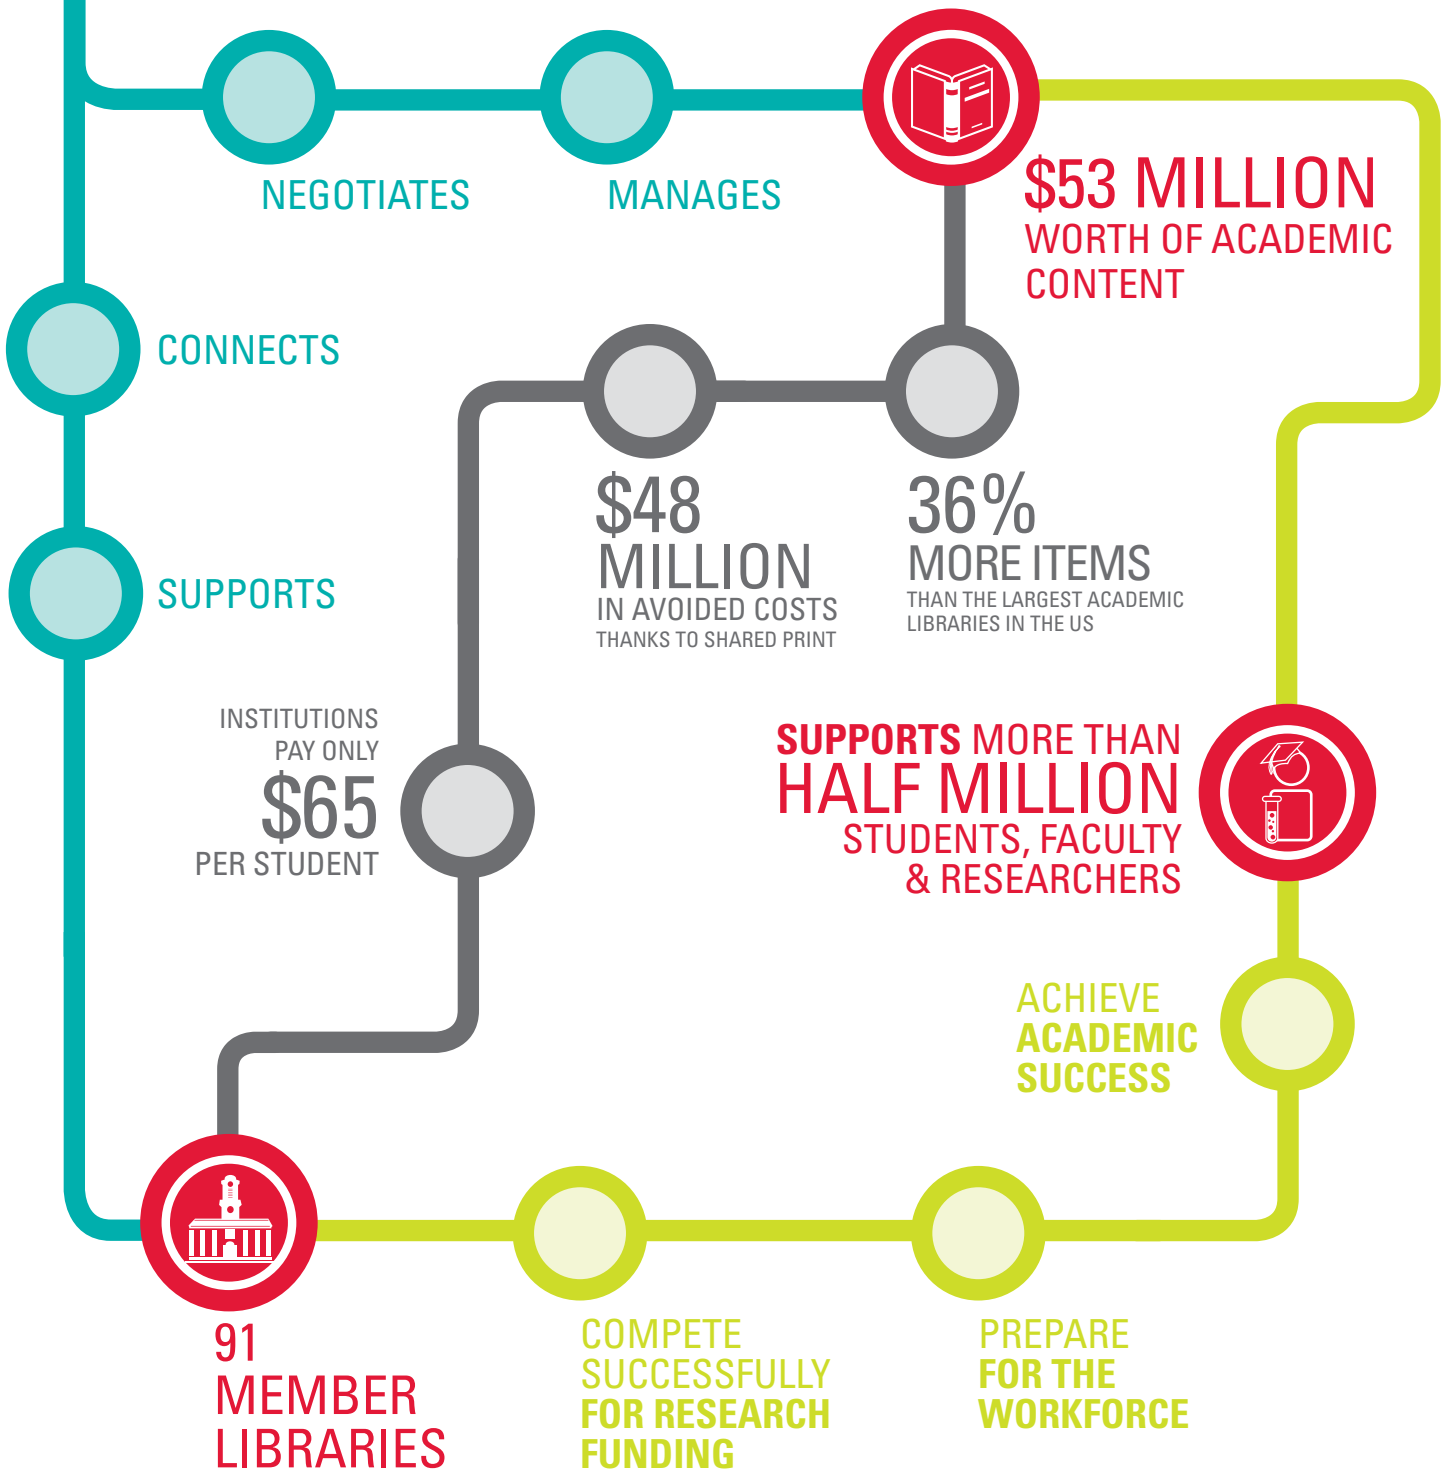 NEGOTIATES
MANAGES
$53 MILLION
WORTH OF ACADEMIC
CONTENT
CONNECTS
$48
MILLION
IN AVOIDED COSTS
THANKS TO SHARED PRINT
36%
MORE ITEMS
THAN THE LARGEST ACADEMIC
LIBRARIES IN THE US
SUPPORTS
INSTITUTIONS
PAY ONLY
$65
PER STUDENT
SUPPORTS MORE THAN
HALF MILLION
STUDENTS, FACULTY
& RESEARCHERS
ACHIEVE
ACADEMIC
SUCCESS
91
MEMBER
LIBRARIES
COMPETE
SUCCESSFULLY
FOR RESEARCH
FUNDING
PREPARE
FOR THE
WORKFORCE